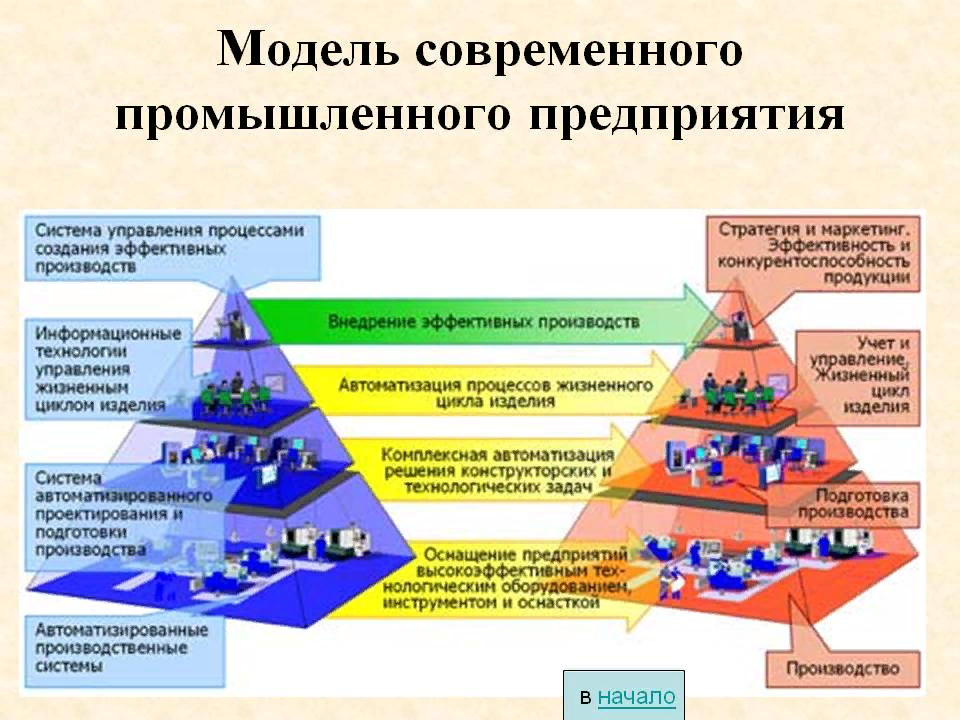 Модель современного
промышленного предприятия
Система управления процессами
создания эффективных
производств
Стратегия и маркетинг.
Эффективность и
конкурентоспособность
продукции
Внедрение эффективных производств
Информационные
технологии
управления
жизненным
циклом изделия
Автоматизация процессов жизненного
цикла изделия
Учет и
управление.
Жизненный
цикл
изделия
Система
автоматизированного
проектирования и
подготовки
производства
Комплексная автоматизация
решения конструкторских и
технологических задач
Подготовка
производства
Автоматизированные
производственные
системы
Оснащение предприятий
высокоэффективным тех-
нологическим оборудованием,
инструментом и оснасткой
Производство
в начало